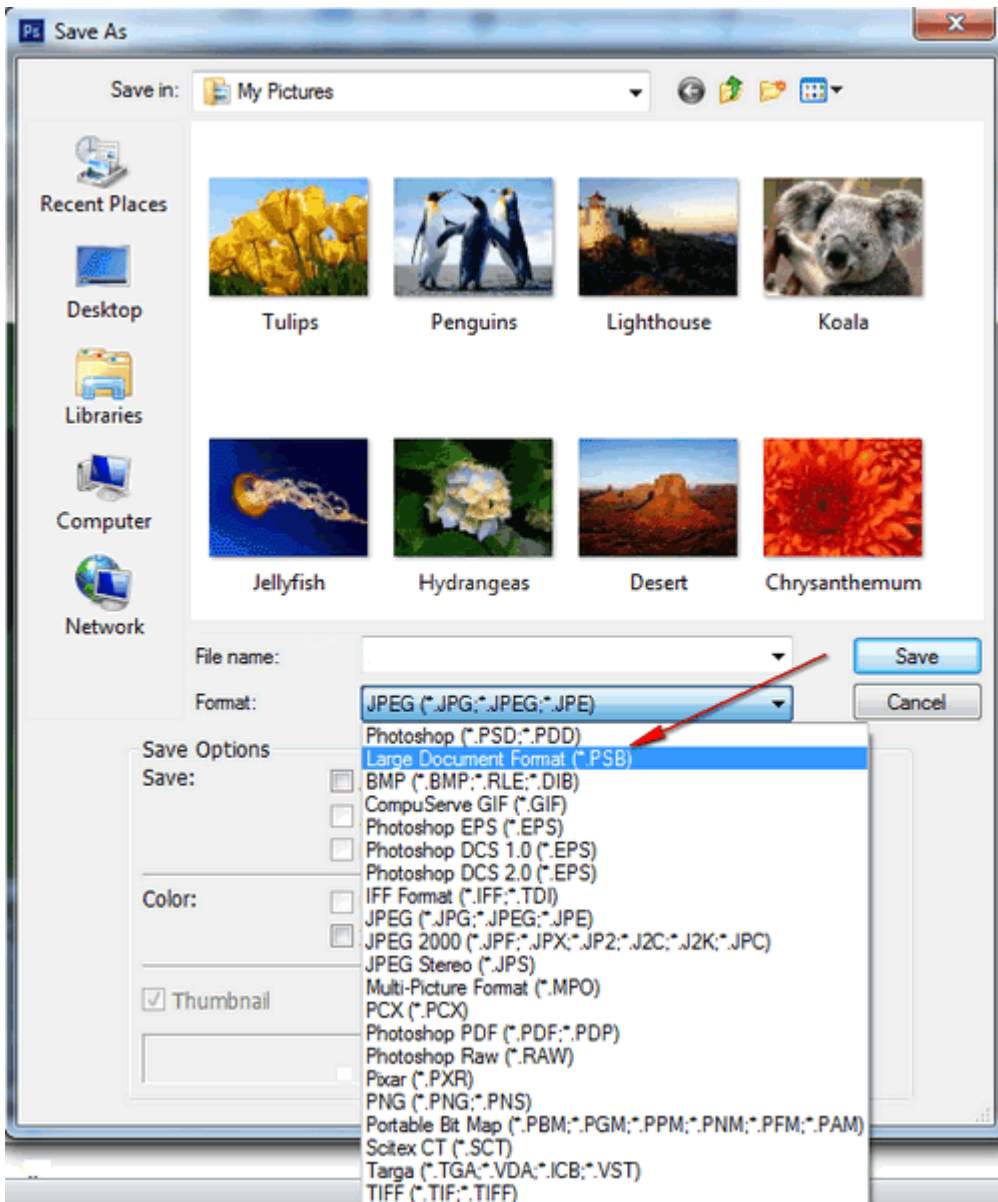 Ps Save As
Save in: My Pictures
Recent Places
Desktop
Libraries
Computer
Network
Tulips Penguins Lighthouse Koala
Jellyfish Hydrangeas Desert Chrysanthemum
File name: Save
Format: JPEG (*.JPG;*.JPEG;*.JPE) Cancel
Photoshop (*.PSD;*.PDD)
Large Document Format (*.PSB)
BMP (*.BMP;*.RLE;*.DIB)
CompuServe GIF (*.GIF)
Photoshop EPS (*.EPS)
Photoshop DCS 1.0 (*.EPS)
Photoshop DCS 2.0 (*.EPS)
IFF Format (*.IFF;*.TDI)
JPEG (*.JPG;*.JPEG;*.JPE)
JPEG 2000 (*.JPF;*.JPX;*.JP2;*.J2C;*.J2K;*.JPC)
JPEG Stereo (*.JPS)
Multi-Picture Format (*.MPO)
PCX (*.PCX)
Photoshop PDF (*.PDF;*.PDP)
Photoshop Raw (*.RAW)
Pixar (*.PXR)
PNG (*.PNG;*.PNS)
Portable Bit Map (*.PBM;*.PGM;*.PPM;*.PNM;*.PFM;*.PAM)
Scitex CT (*.SCT)
Targa (*.TGA;*.VDA;*.ICB;*.VST)
TIFF (*.TIF;*.TIFF)
Save Options
Save:
Color:
Thumbnail